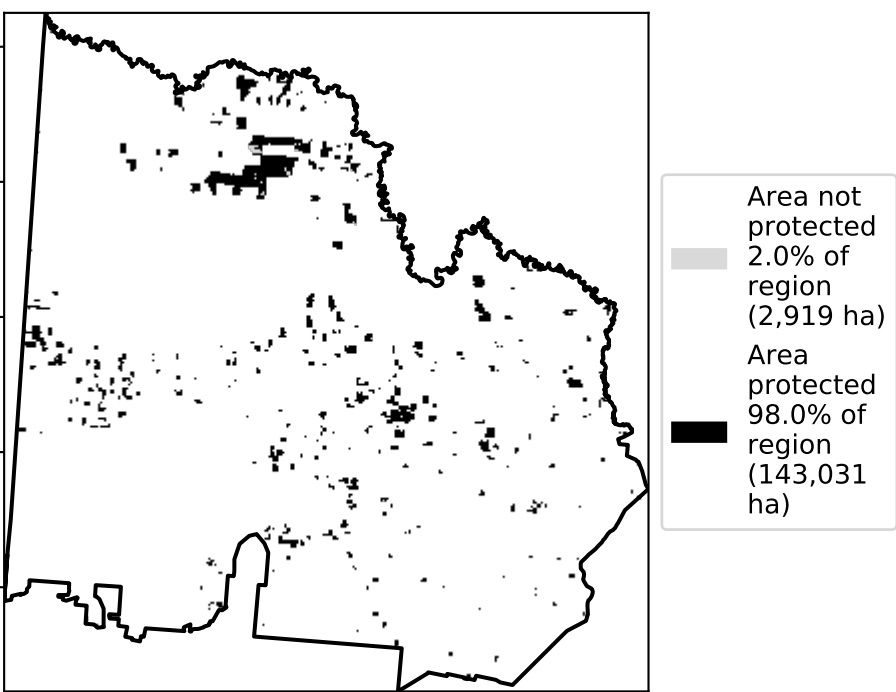 Area not
protected
2.0% of
region
(2,919 ha)
Area
protected
98.0% of
region
(143,031
ha)